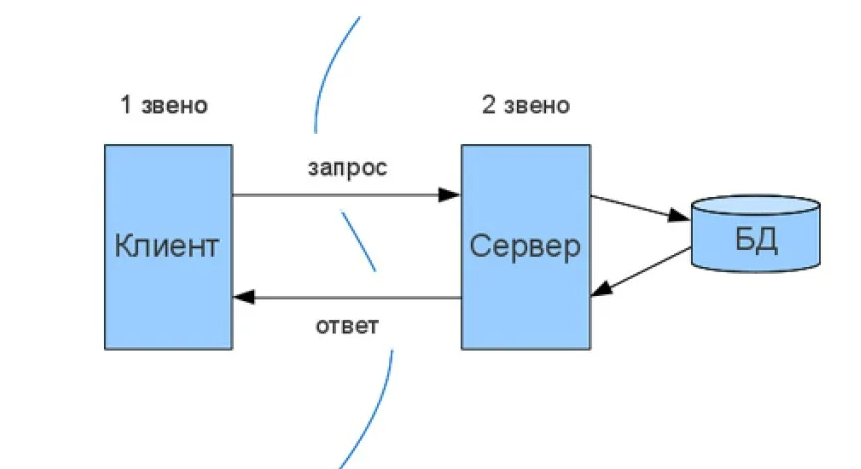 1 звено
2 звено
запрос
Клиент
Сервер
БД
ответ